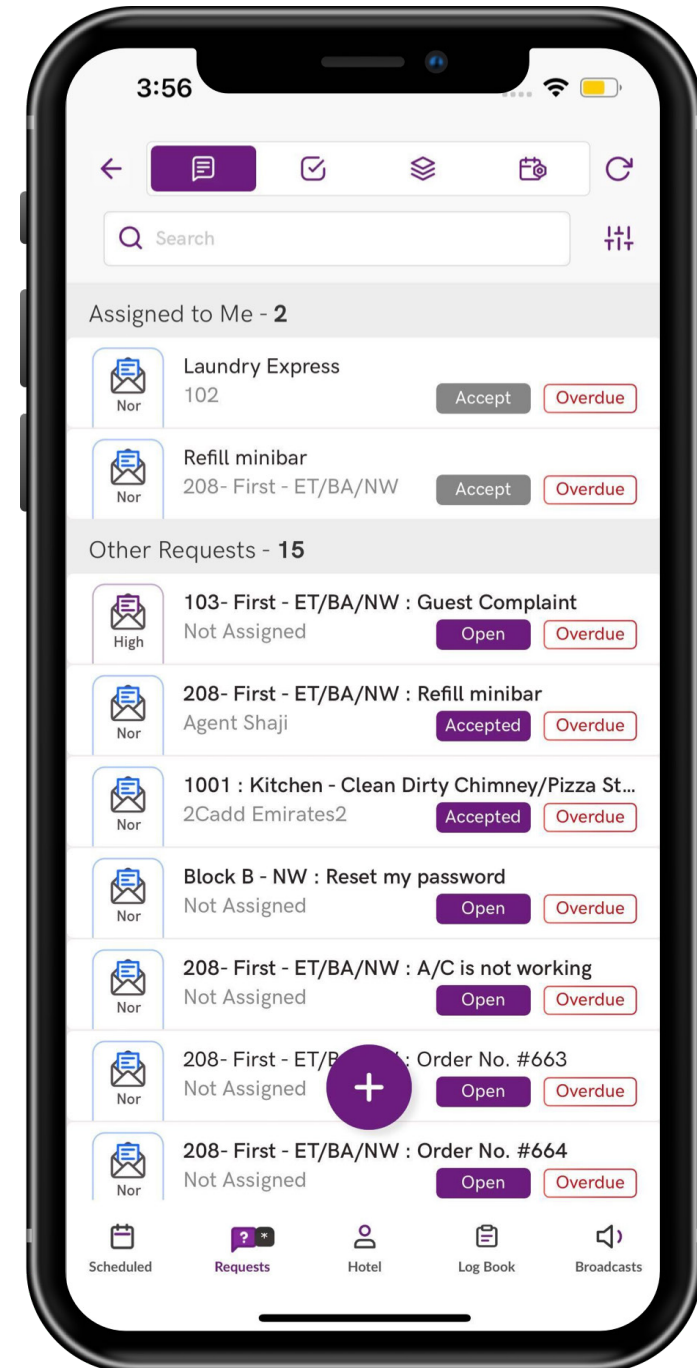 3:56
Search
Assigned to Me - 2
Laundry Express
Nor
102
Accept
Overdue
Refill minibar
Nor
208- First - ET/BA/NW
Accept
Overdue
Other Requests - 15
103- First - ET/BA/NW : Guest Complaint
High
Not Assigned
Open
Overdue
208- First - ET/BA/NW : Refill minibar
Nor
Agent Shaji
Accepted
Overdue
1001 : Kitchen - Clean Dirty Chimney/Pizza St...
Nor
2Cadd Emirates2
Accepted
Overdue
Block B - NW : Reset my password
Nor
Not Assigned
Open
Overdue
208- First - ET/BA/NW : A/C is not working
Nor
Not Assigned
Open
Overdue
208- First - ET/B : Order No. #663
Nor
Not Assigned
Open
Overdue
208- First - ET/BA/NW : Order No. #664
Nor
Not Assigned
Open
Overdue
Scheduled
Requests
Hotel
Log Book
Broadcasts